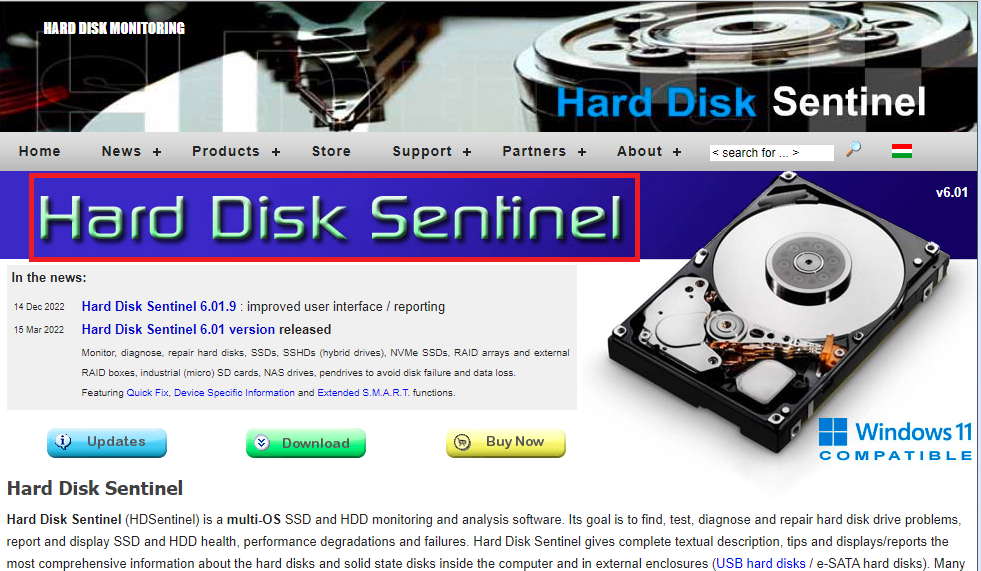 HARD DISK MONITORING
Hard Disk Sentinel
Home News + Products + Store Support + Partners + About + < search for ... >
Hard Disk Sentinel
v6.01
In the news:
14 Dec 2022 Hard Disk Sentinel 6.01.9 : improved user interface / reporting
15 Mar 2022 Hard Disk Sentinel 6.01 version released
Monitor, diagnose, repair hard disks, SSDs, SSHDs (hybrid drives), NVMe SSDs, RAID arrays and external
RAID boxes, industrial (micro) SD cards, NAS drives, pendrives to avoid disk failure and data loss.
Featuring Quick Fix, Device Specific Information and Extended S.M.A.R.T. functions.
Windows 11
COMPATIBLE
Updates Download Buy Now
Hard Disk Sentinel
Hard Disk Sentinel (HDSentinel) is a multi-OS SSD and HDD monitoring and analysis software. Its goal is to find, test, diagnose and repair hard disk drive problems,
report and display SSD and HDD health, performance degradations and failures. Hard Disk Sentinel gives complete textual description, tips and displays/reports the
most comprehensive information about the hard disks and solid state disks inside the computer and in external enclosures (USB hard disks / e-SATA hard disks). Many